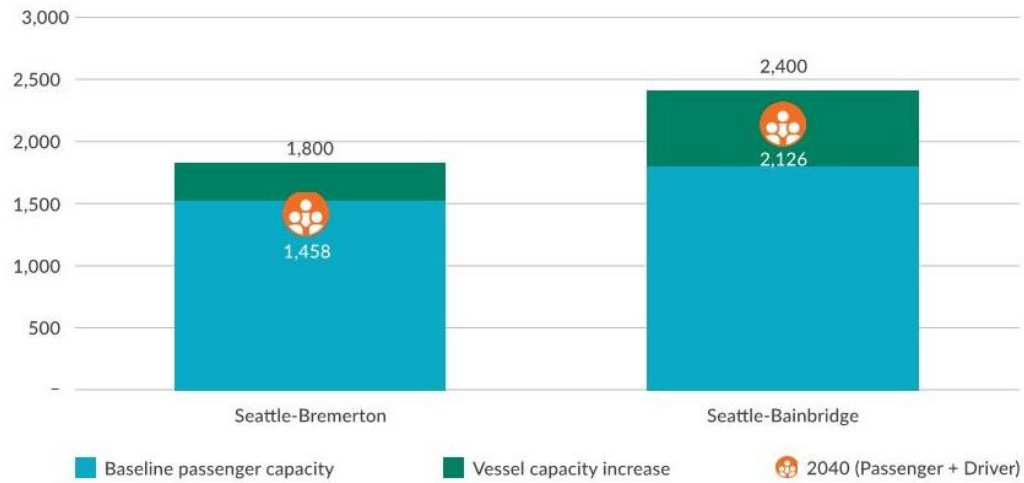 3,000
2,500
2,000
1,500
1,000
500
–
1,800
1,458
2,400
2,126
Seattle-Bremerton
Seattle-Bainbridge
Baseline passenger capacity
Vessel capacity increase
2040 (Passenger + Driver)